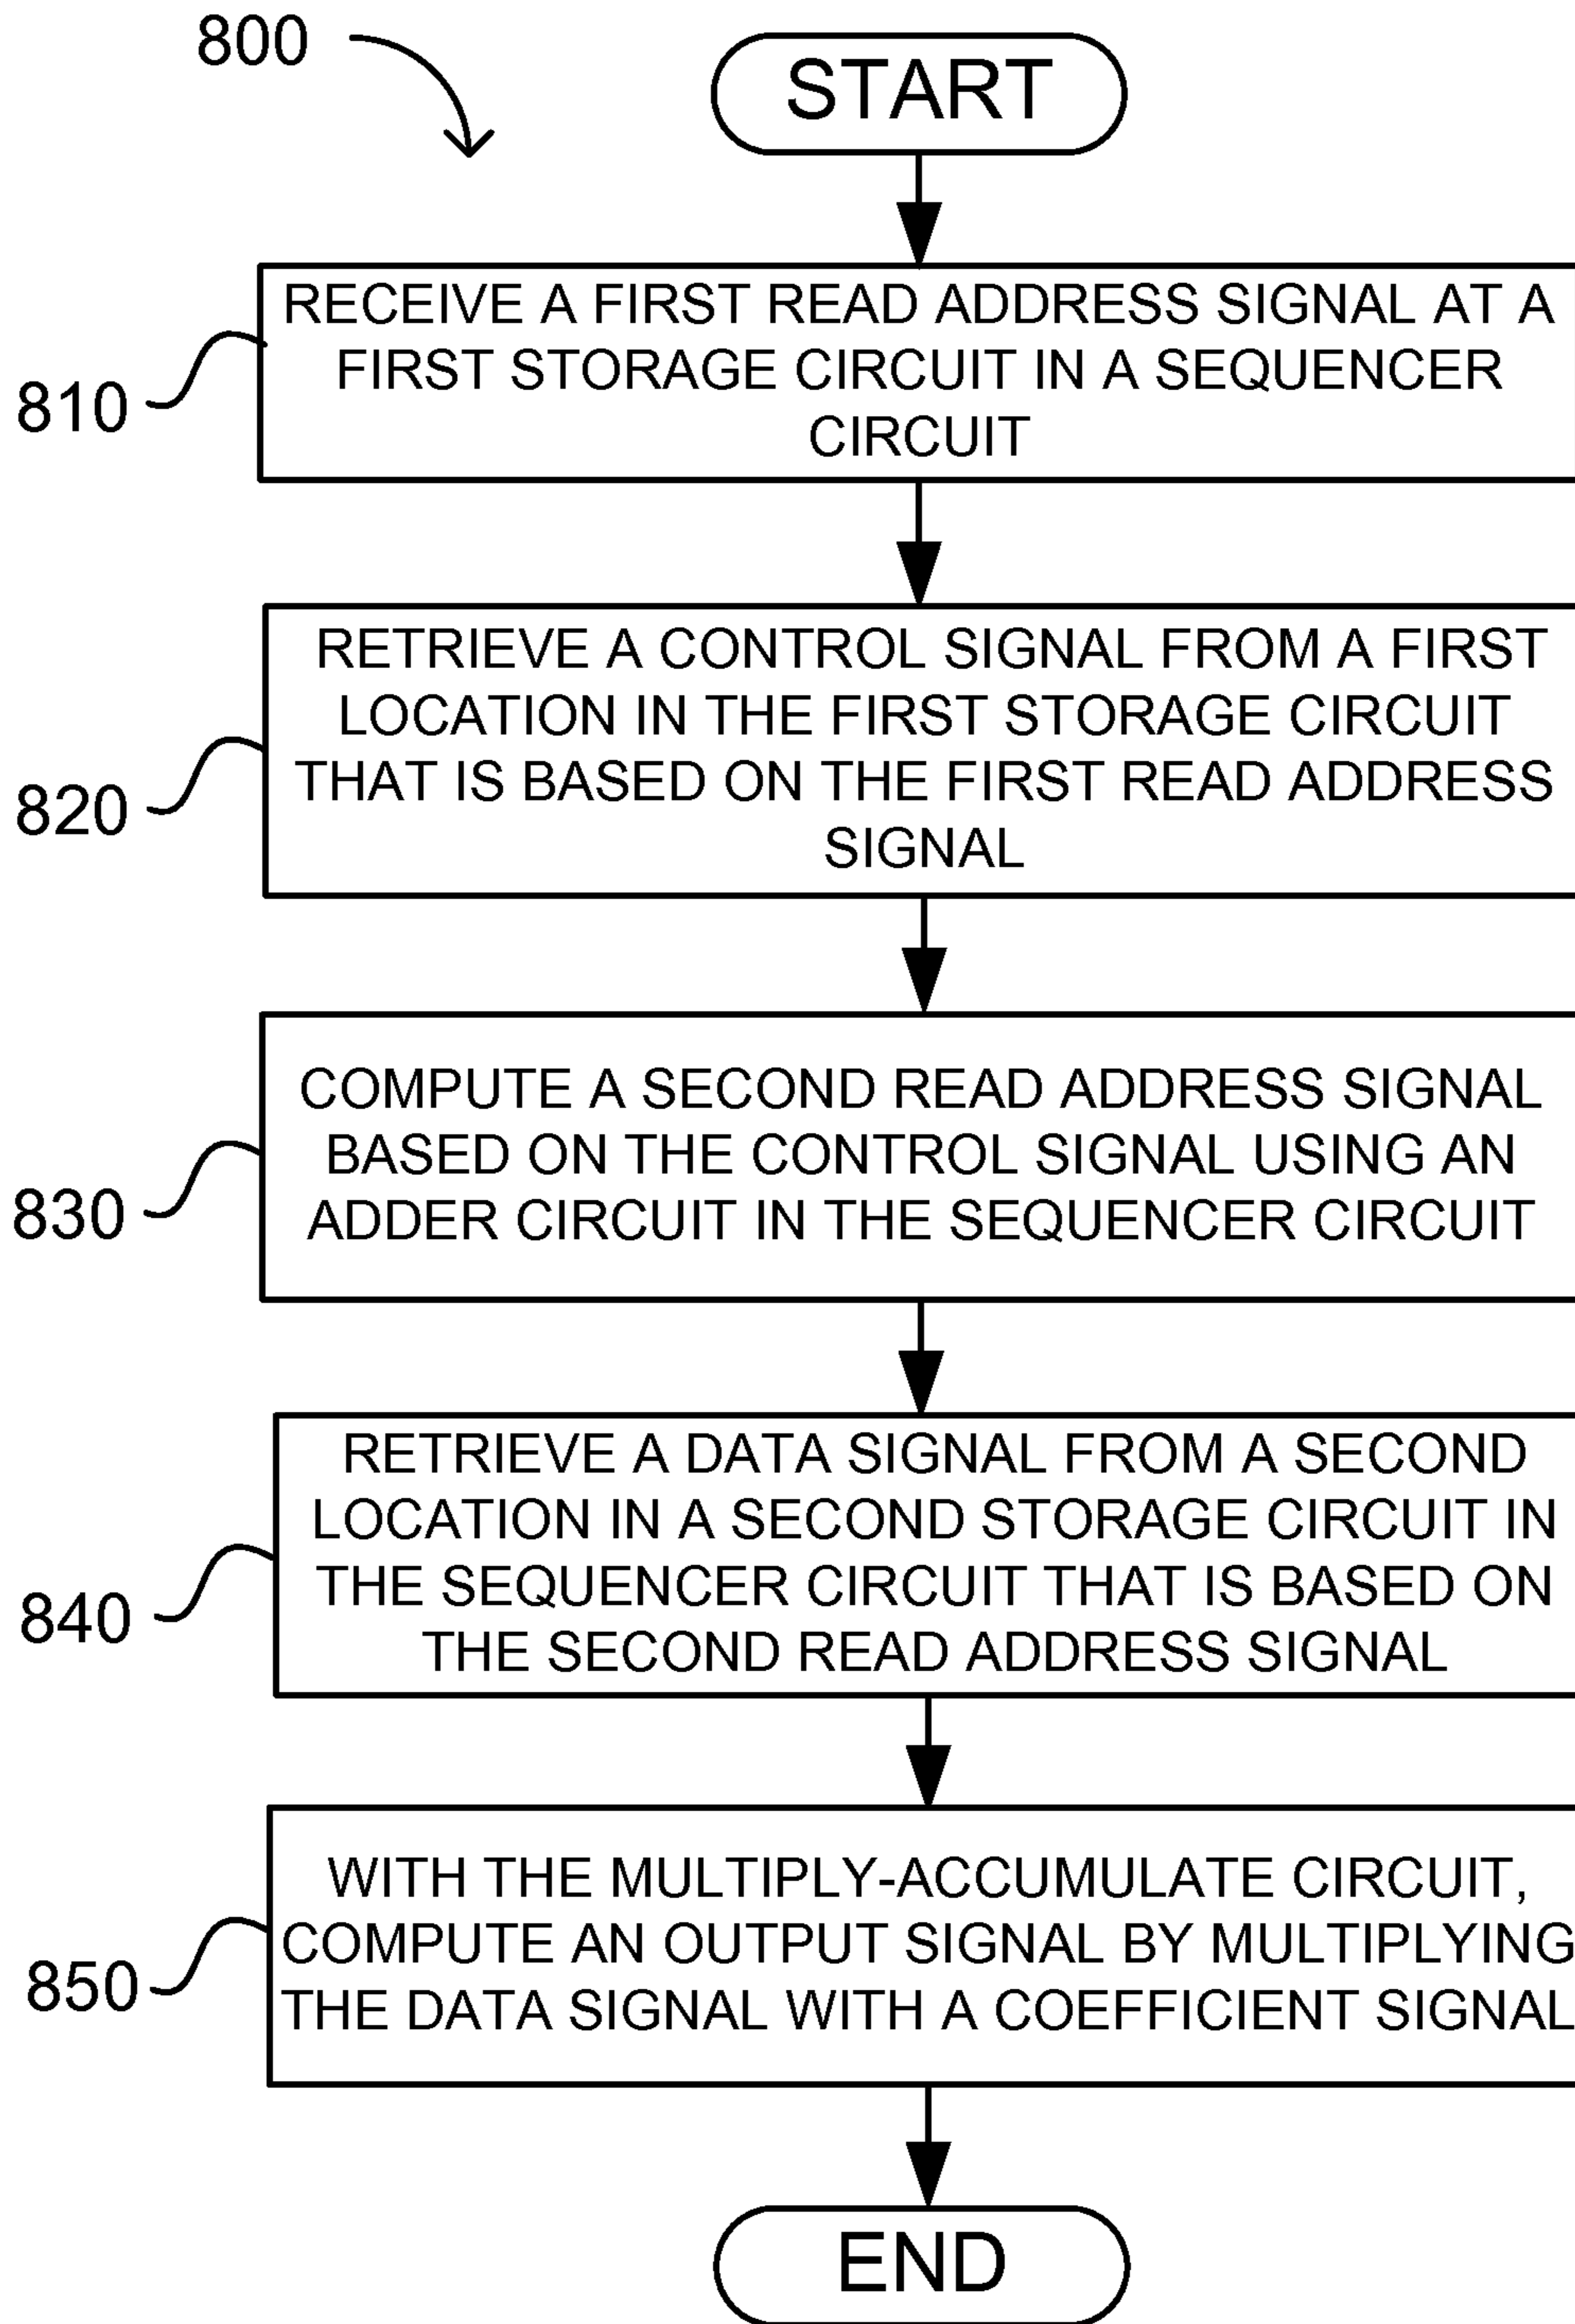 800
START
810
RECEIVE A FIRST READ ADDRESS SIGNAL AT A
FIRST STORAGE CIRCUIT IN A SEQUENCER
CIRCUIT
820
RETRIEVE A CONTROL SIGNAL FROM A FIRST
LOCATION IN THE FIRST STORAGE CIRCUIT
THAT IS BASED ON THE FIRST READ ADDRESS
SIGNAL
830
COMPUTE A SECOND READ ADDRESS SIGNAL
BASED ON THE CONTROL SIGNAL USING AN
ADDER CIRCUIT IN THE SEQUENCER CIRCUIT
840
RETRIEVE A DATA SIGNAL FROM A SECOND
LOCATION IN A SECOND STORAGE CIRCUIT IN
THE SEQUENCER CIRCUIT THAT IS BASED ON
THE SECOND READ ADDRESS SIGNAL
850
WITH THE MULTIPLY-ACCUMULATE CIRCUIT,
COMPUTE AN OUTPUT SIGNAL BY MULTIPLYING
THE DATA SIGNAL WITH A COEFFICIENT SIGNAL
END